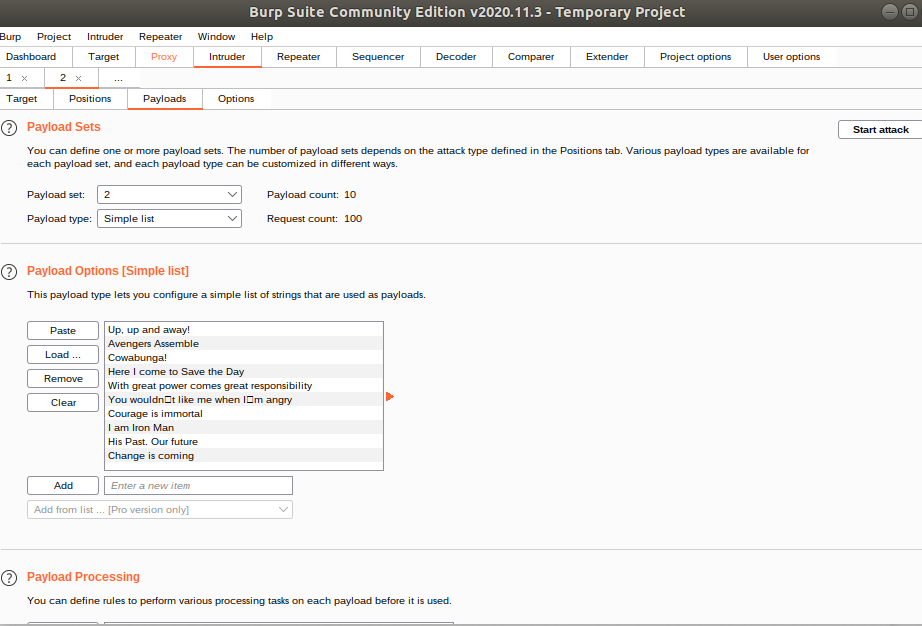 Burp Suite Community Edition v2020.11.3 - Temporary Project
Burp Project Intruder Repeater Window Help
Dashboard Target Proxy Intruder Repeater Sequencer Decoder Comparer Extender Project options User options
1 × 2 × ...
Target Positions Payloads Options
? Payload Sets
Start attack
You can define one or more payload sets. The number of payload sets depends on the attack type defined in the Positions tab. Various payload types are available for
each payload set, and each payload type can be customized in different ways.
Payload set: 2 Payload count: 10
Payload type: Simple list Request count: 100
? Payload Options [Simple list]
This payload type lets you configure a simple list of strings that are used as payloads.
Paste
Load ...
Remove
Clear
Up, up and away!
Avengers Assemble
Cowabunga!
Here I come to Save the Day
With great power comes great responsibility
You wouldn□t like me when I□m angry
Courage is immortal
I am Iron Man
His Past. Our future
Change is coming
Add Enter a new item
Add from list ... [Pro version only]
? Payload Processing
You can define rules to perform various processing tasks on each payload before it is used.